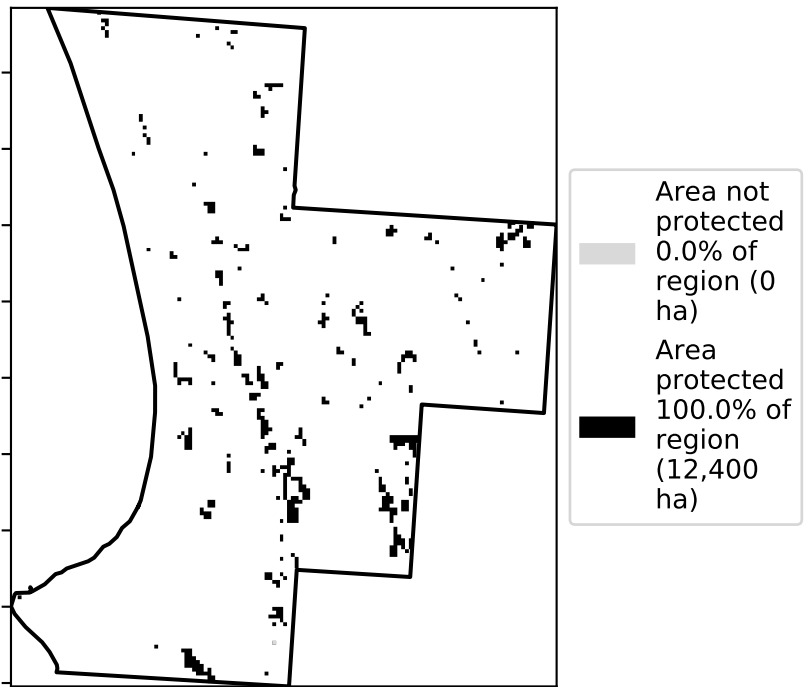 Area not
protected
0.0% of
region (0
ha)
Area
protected
100.0% of
region
(12,400
ha)